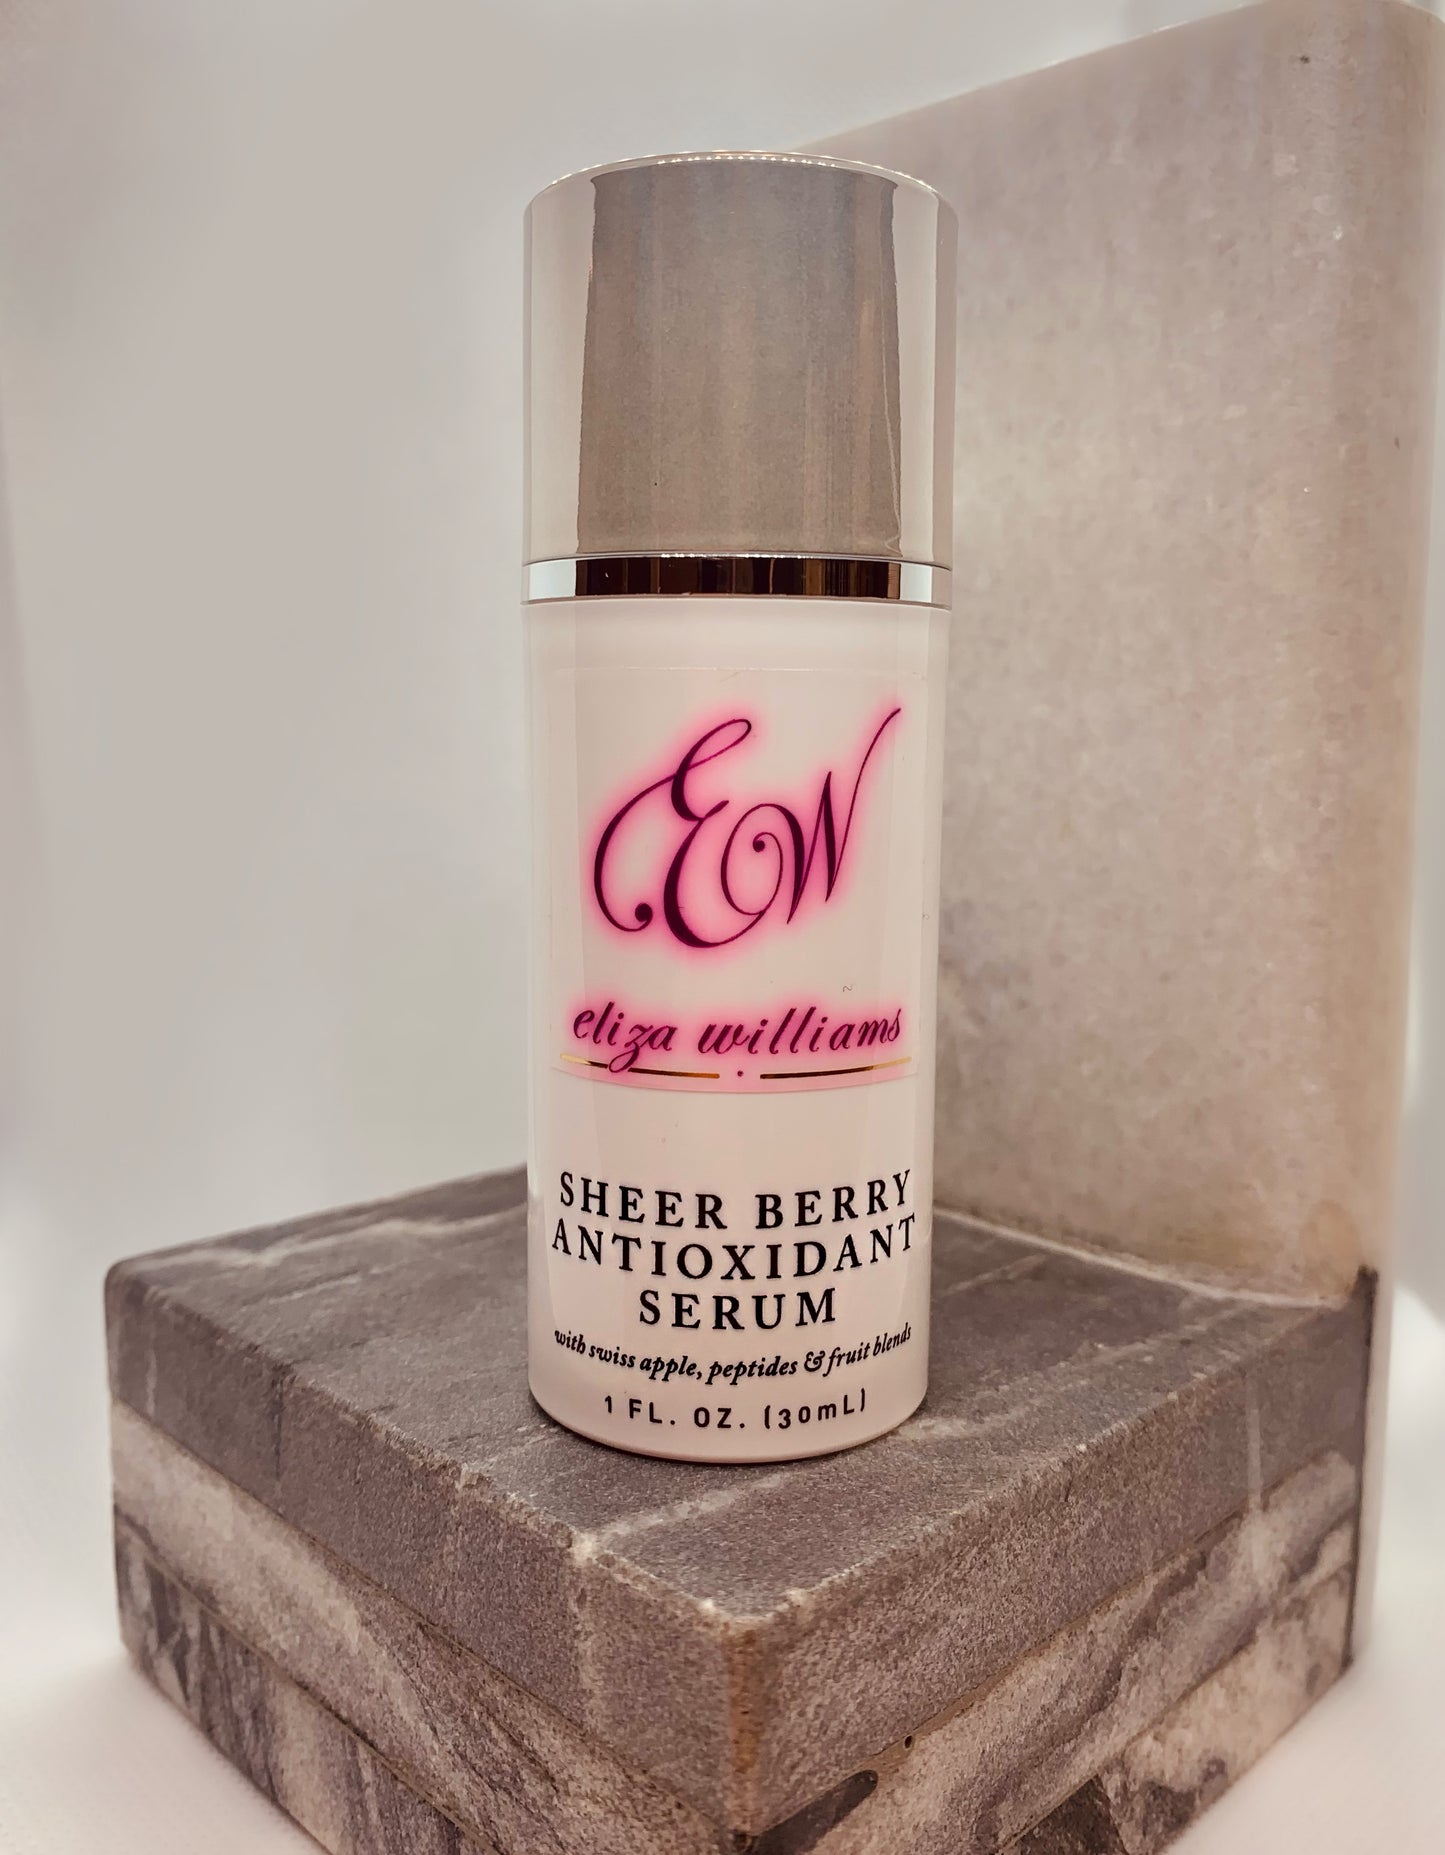 EW
eliza williams
SHEER BERRY
ANTIOXIDANT
SERUM
with swiss apple, peptides & fruit blends
1 FL. OZ. (30mL)